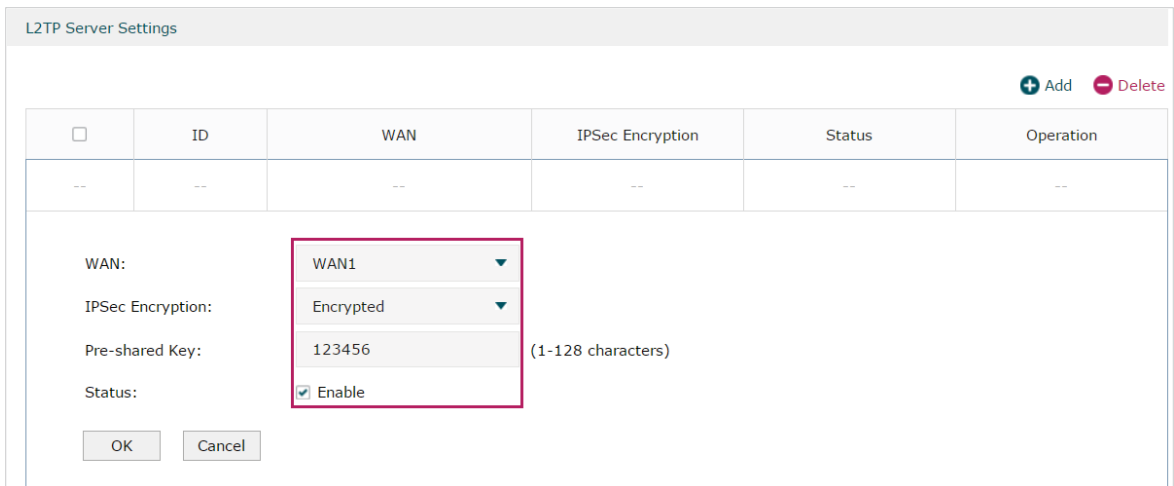 L2TP Server Settings
Add Delete
ID WAN IPSec Encryption Status Operation
-- -- -- -- -- --
WAN: WAN1
IPSec Encryption: Encrypted
Pre-shared Key: 123456 (1-128 characters)
Status: Enable
OK Cancel